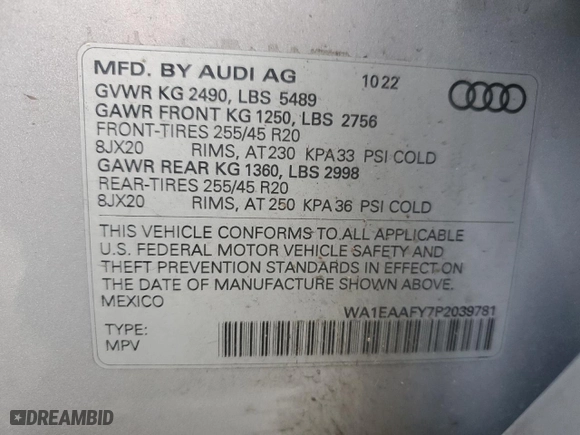 MFD. BY AUDI AG 10 22
GVWR KG 2490, LBS 5489
GAWR FRONT KG 1250, LBS 2756
FRONT-TIRES 255/45 R20
8JX20 RIMS, AT 230 KPA 33 PSI COLD
GAWR REAR KG 1360, LBS 2998
REAR-TIRES 255/45 R20
8JX20 RIMS, AT 250 KPA 36 PSI COLD
THIS VEHICLE CONFORMS TO ALL APPLICABLE
U.S. FEDERAL MOTOR VEHICLE SAFETY AND
THEFT PREVENTION STANDARDS IN EFFECT ON
THE DATE OF MANUFACTURE SHOWN ABOVE.
MEXICO
WA1EAAFY7P2039781
TYPE:
MPV
DREAMBID